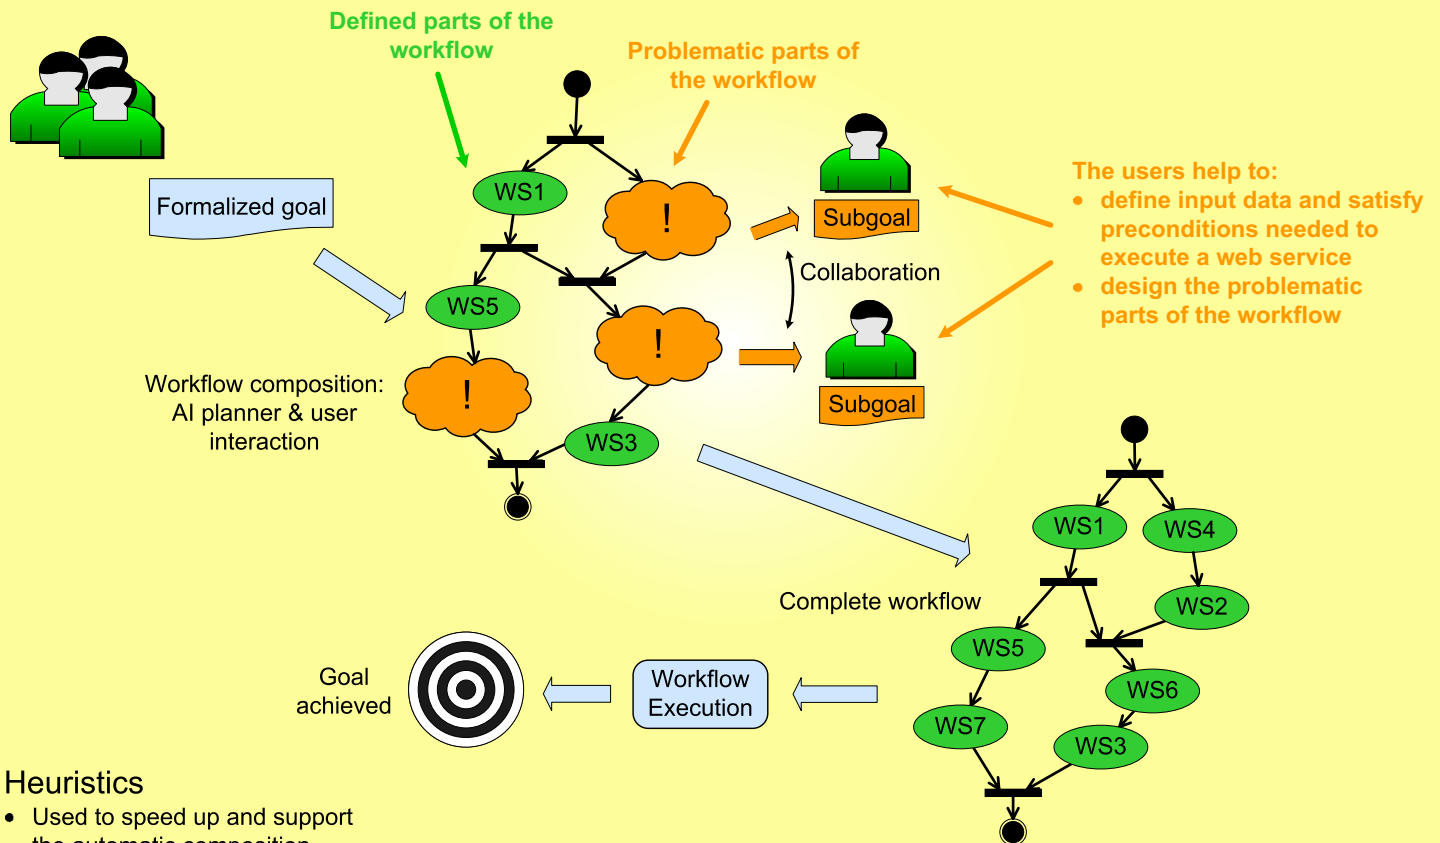 Defined parts of the
workflow
Problematic parts of
the workflow
Formalized goal
WS1
!
Subgoal
The users help to:
• define input data and satisfy
preconditions needed to
execute a web service
• design the problematic
parts of the workflow
Collaboration
WS5
!
!
Subgoal
Workflow composition:
AI planner & user
interaction
WS3
WS1
WS4
Complete workflow
WS2
WS5
WS6
WS7
WS3
Workflow
Execution
Goal
achieved
Heuristics
• Used to speed up and support
the automatic composition